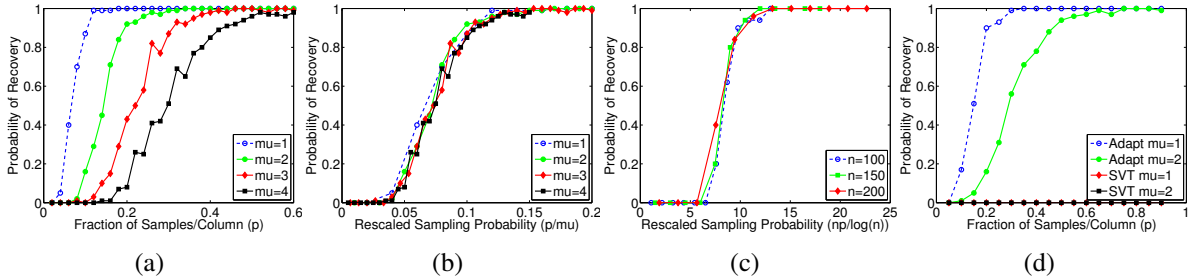 Probability of Recovery
1
0.8
0.6
0.4
0.2
0
0
0.2
0.4
0.6
Fraction of Samples/Column (p)
mu=1
mu=2
mu=3
mu=4
(a)
Probability of Recovery
1
0.8
0.6
0.4
0.2
0
0
0.05
0.1
0.15
0.2
Rescaled Sampling Probability (p/mu)
mu=1
mu=2
mu=3
mu=4
(b)
Probability of Recovery
1
0.8
0.6
0.4
0.2
0
0
5
10
15
20
25
Rescaled Sampling Probability (np/log(n))
n=100
n=150
n=200
(c)
Probability of Recovery
1
0.8
0.6
0.4
0.2
0
0
0.2
0.4
0.6
0.8
1
Fraction of Samples/Column (p)
Adapt mu=1
Adapt mu=2
SVT mu=1
SVT mu=2
(d)